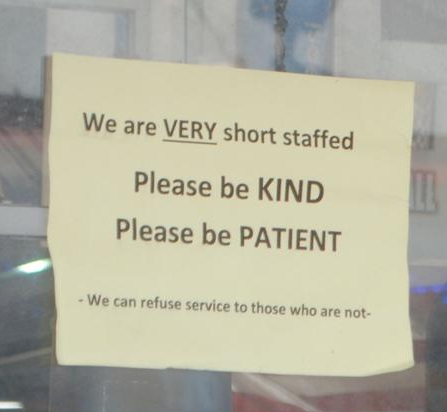 We are VERY short staffed
Please be KIND
Please be PATIENT
- We can refuse service to those who are not-